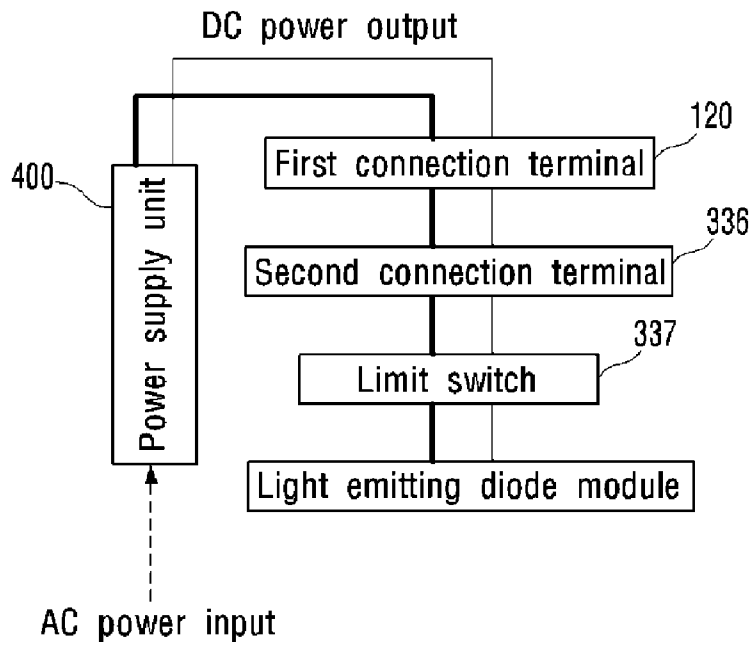 DC power output
120
First connection terminal
400
Power supply unit
336
Second connection terminal
337
Limit switch
Light emitting diode module
AC power input